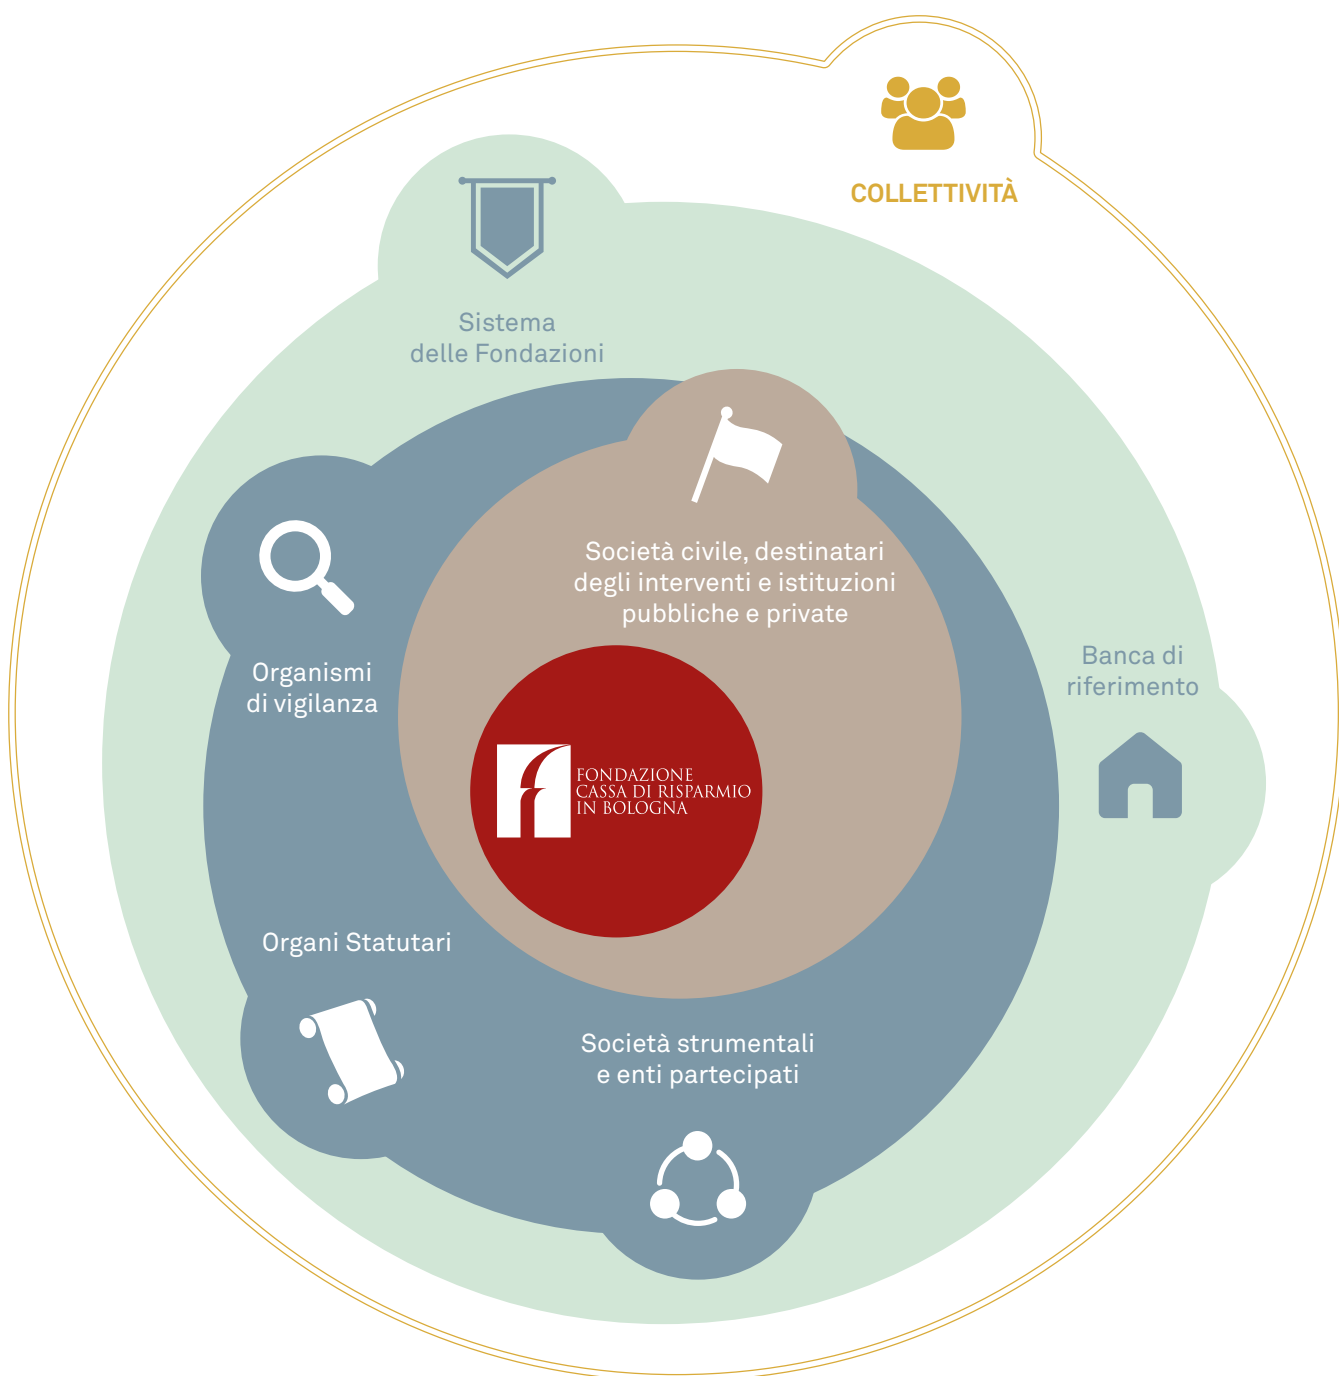 COLLETTIVITÀ
Sistema
delle Fondazioni
Società civile, destinatari
degli interventi e istituzioni
pubbliche e private
Organismi
di vigilanza
Banca di
riferimento
FONDAZIONE
CASSA DI RISPARMIO
IN BOLOGNA
Organi Statutari
Società strumentali
e enti partecipati